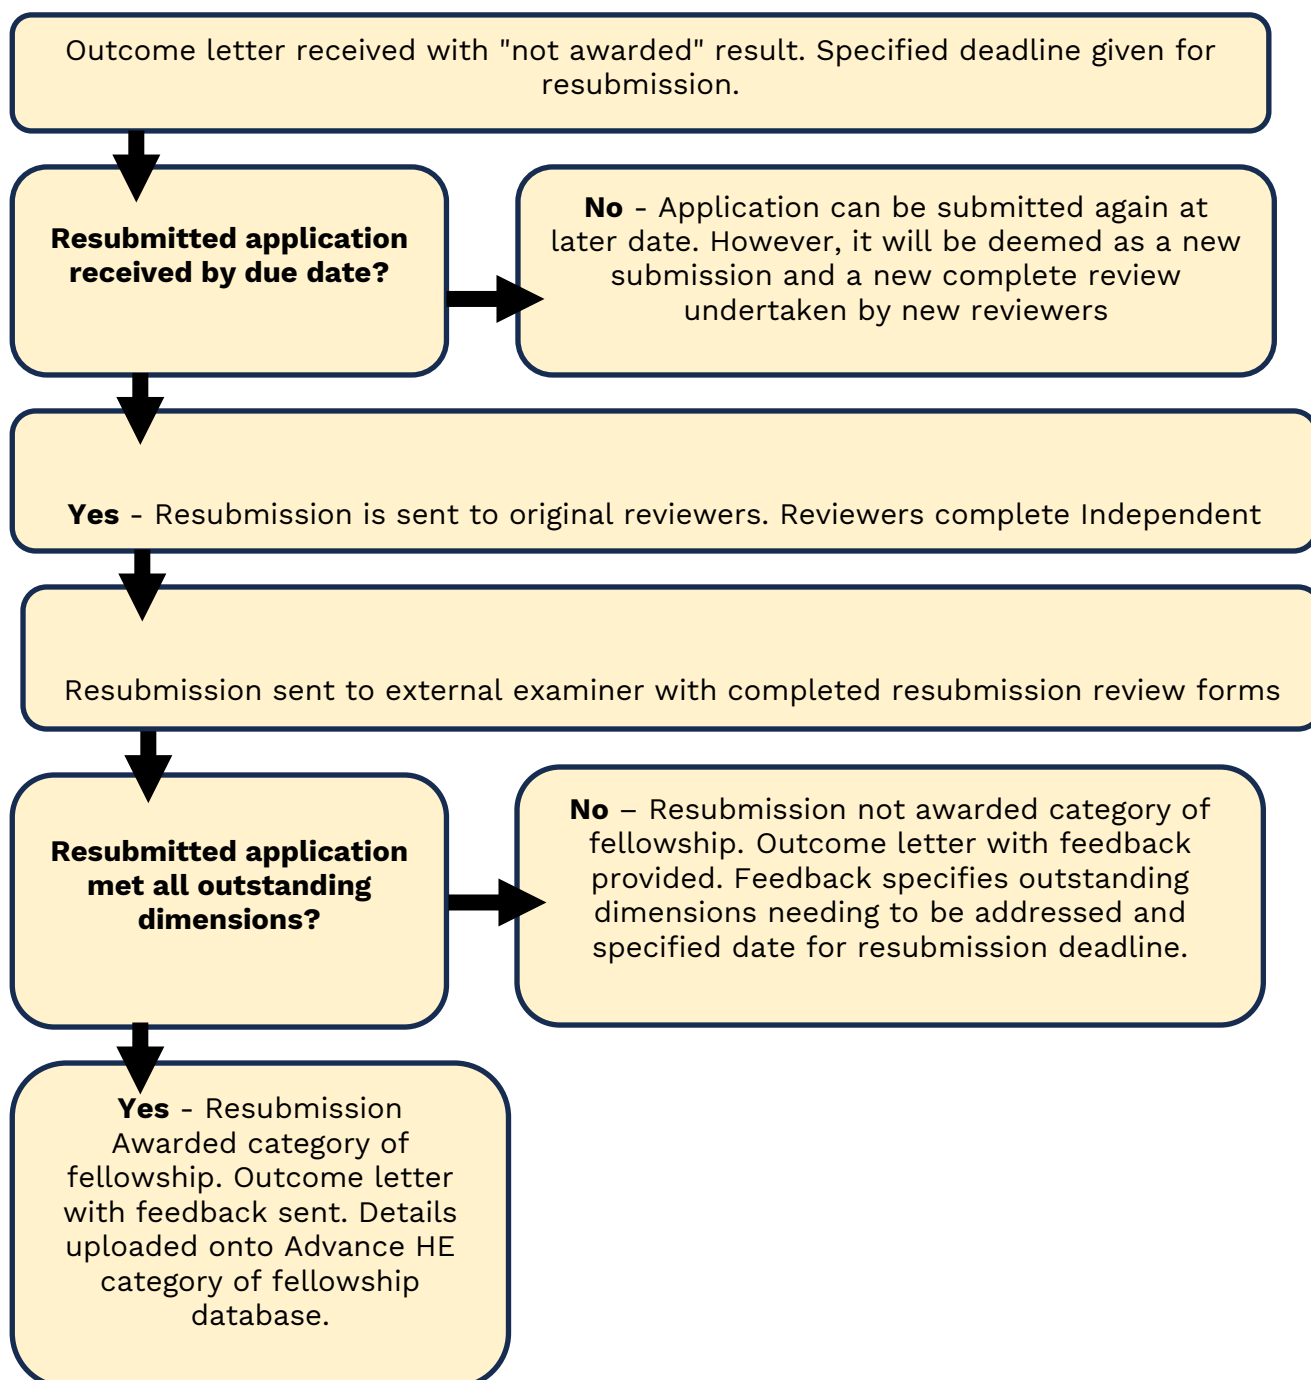 Outcome letter received with "not awarded" result. Specified deadline given for
resubmission.
Resubmitted application
received by due date?
No - Application can be submitted again at
later date. However, it will be deemed as a new
submission and a new complete review
undertaken by new reviewers
Yes - Resubmission is sent to original reviewers. Reviewers complete Independent
Resubmission sent to external examiner with completed resubmission review forms
Resubmitted application
met all outstanding
dimensions?
No – Resubmission not awarded category of
fellowship. Outcome letter with feedback
provided. Feedback specifies outstanding
dimensions needing to be addressed and
specified date for resubmission deadline.
Yes - Resubmission
Awarded category of
fellowship. Outcome letter
with feedback sent. Details
uploaded onto Advance HE
category of fellowship
database.